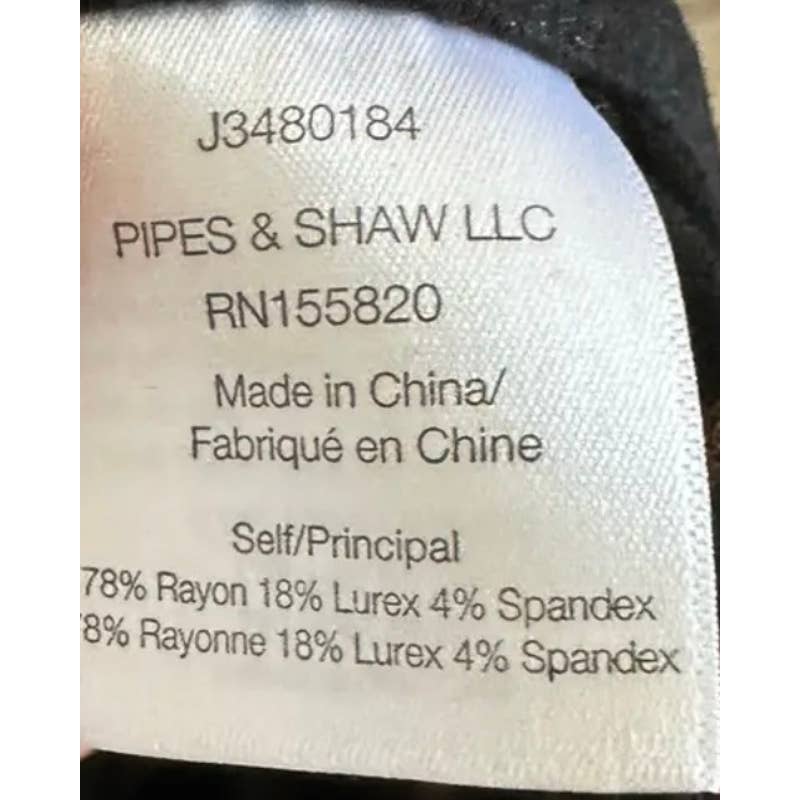 J3480184
PIPES & SHAW LLC
RN155820
Made in China/
Fabriqué en Chine
Self/Principal
78% Rayon 18% Lurex 4% Spandex
8% Rayonne 18% Lurex 4% Spandex